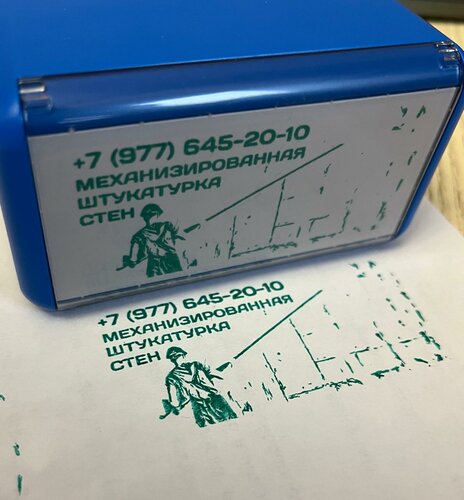 +7 (977) 645-20-10
МЕХАНИЗИРОВАННАЯ
ШТУКАТУРКА
СТЕН
+7 (977) 645-20-10
МЕХАНИЗИРОВАННАЯ
ШТУКАТУРКА
СТЕН